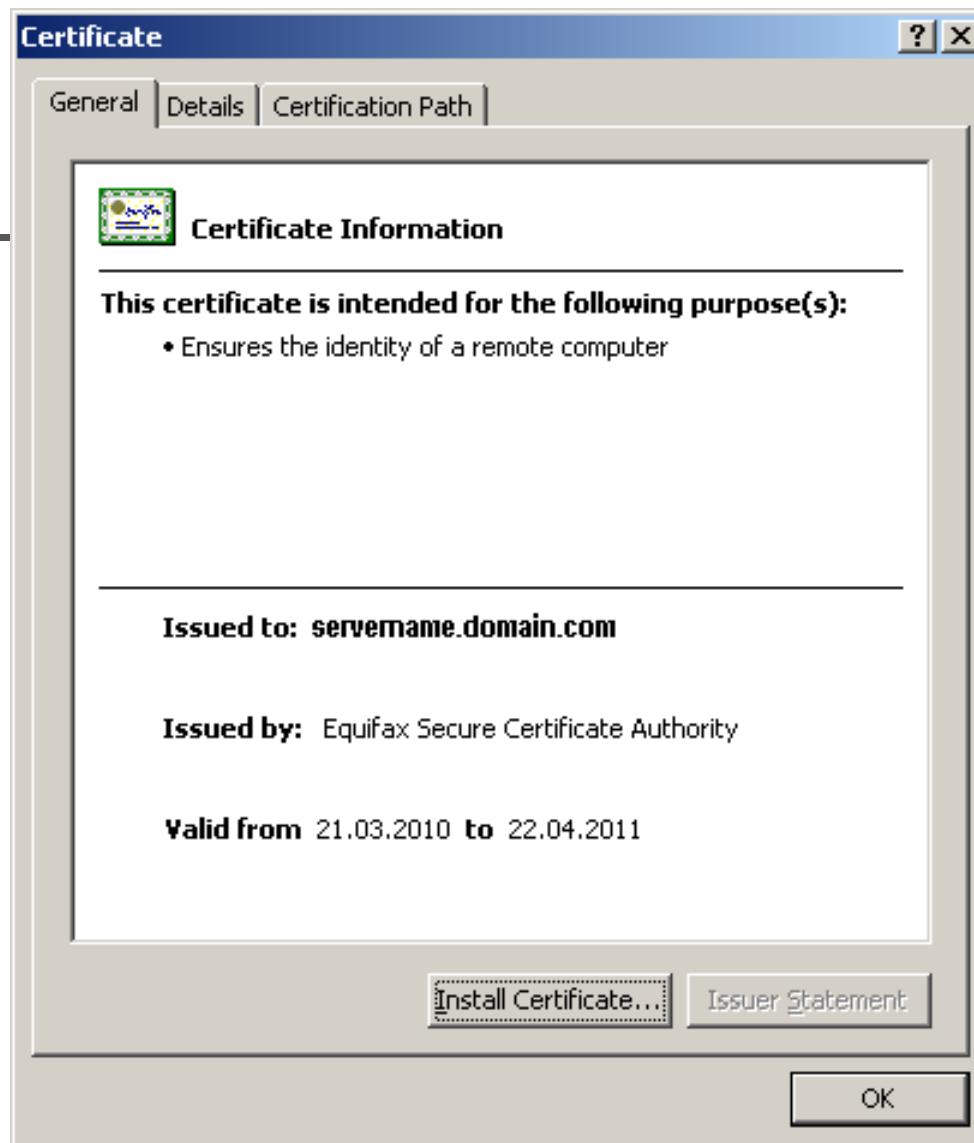 Certificate
General Details Certification Path
Certificate Information
This certificate is intended for the following purpose(s):
• Ensures the identity of a remote computer
Issued to: servername.domain.com
Issued by: Equifax Secure Certificate Authority
Valid from 21.03.2010 to 22.04.2011
Install Certificate... Issuer Statement
OK